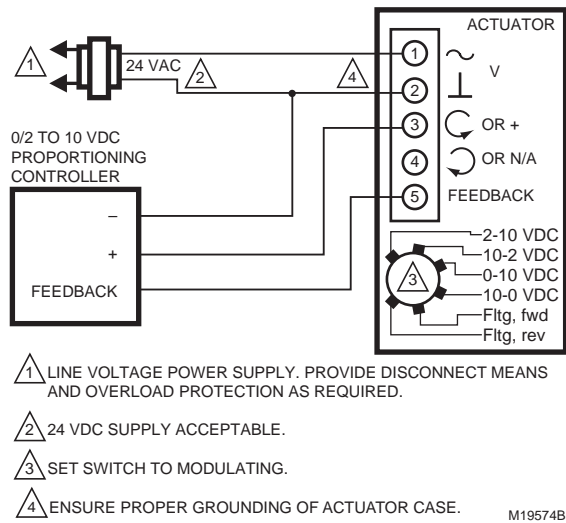 ACTUATOR
1
24 VAC
2
4
1
V
2
0/2 TO 10 VDC
PROPORTIONING
CONTROLLER
3
OR +
4
OR N/A
5
FEEDBACK
–
+
FEEDBACK
3
2-10 VDC
10-2 VDC
0-10 VDC
10-0 VDC
Fltg, fwd
Fltg, rev
1 LINE VOLTAGE POWER SUPPLY. PROVIDE DISCONNECT MEANS
AND OVERLOAD PROTECTION AS REQUIRED.
2 24 VDC SUPPLY ACCEPTABLE.
3 SET SWITCH TO MODULATING.
4 ENSURE PROPER GROUNDING OF ACTUATOR CASE.
M19574B